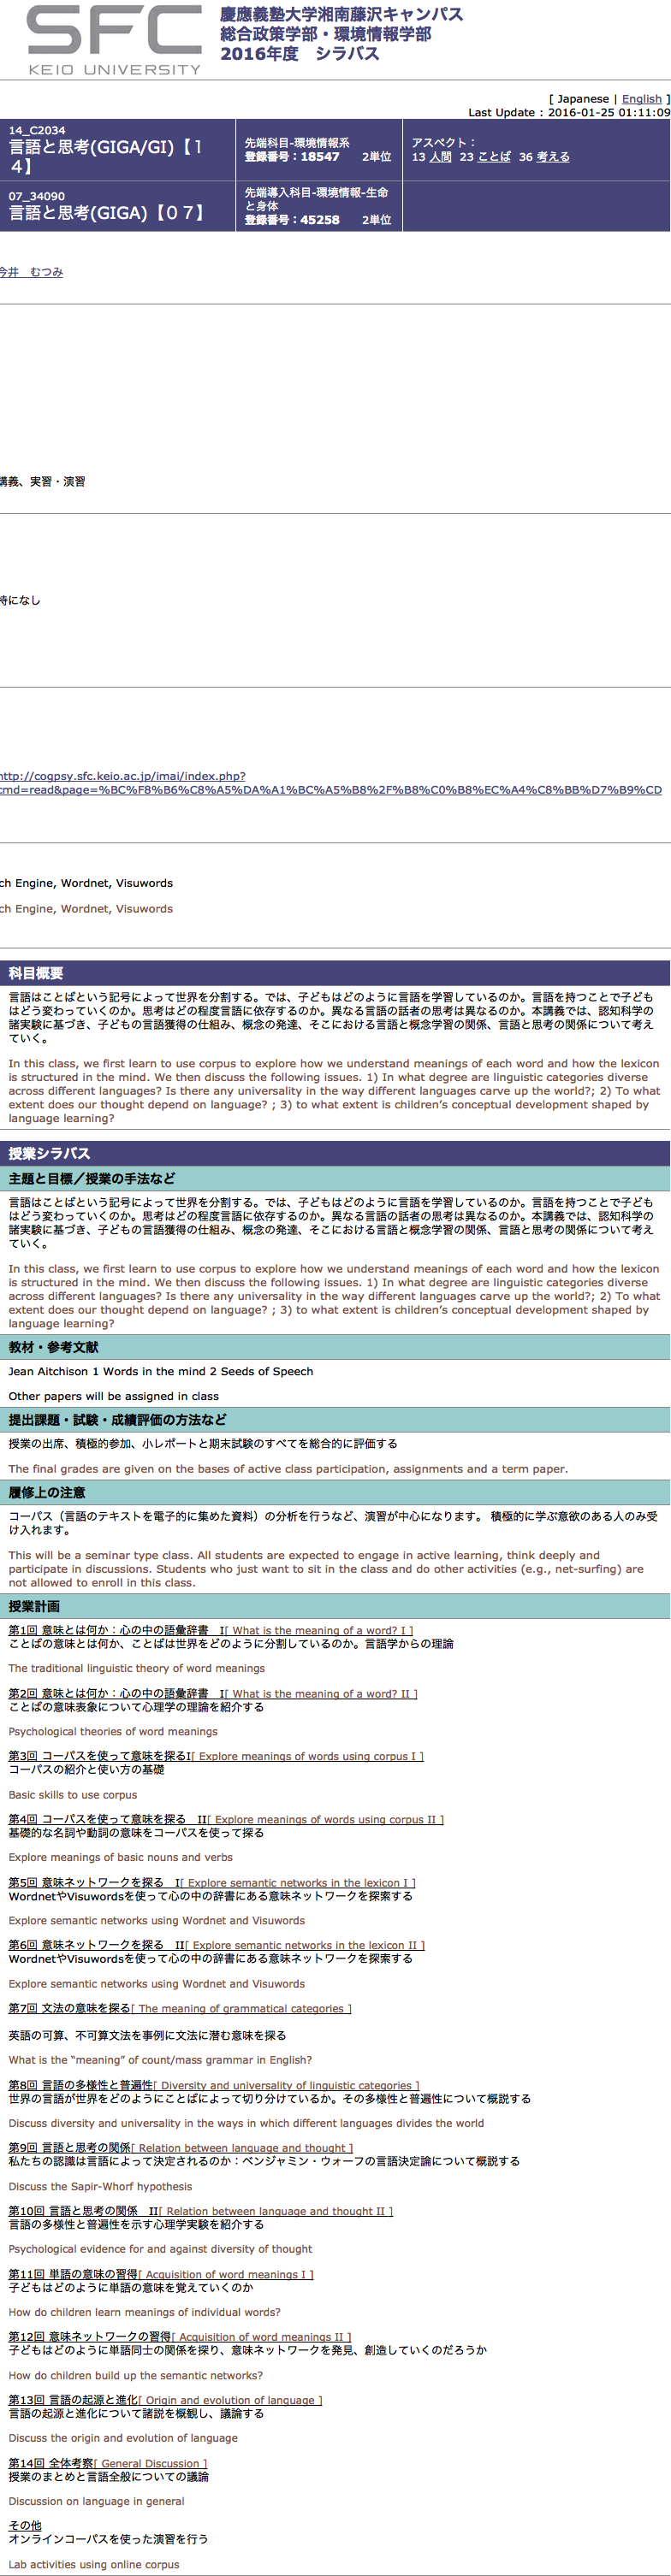 SFC
KEIO UNIVERSITY
慶應義塾大学湘南藤沢キャンパス
総合政策学部・環境情報学部
2016年度　シラバス
[ Japanese | English ]
Last Update : 2016-01-25 01:11:09
14_C2034
言語と思考(GIGA/GI)【１
４】
先端科目-環境情報系
登録番号：18547　　2単位
アスペクト：
13 人間　23 ことば　36 考える
07_34090
言語と思考(GIGA)【０７】
先端導入科目-環境情報-生命
と身体
登録番号：45258　　2単位
今井　むつみ
講義、実習・演習
特になし
http://cogpsy.sfc.keio.ac.jp/imai/index.php?
cmd=read&page=%BC%F8%B6%C8%A5%DA%A1%BC%A5%B8%2F%B8%C0%B8%EC%A4%C8%BB%D7%B9%CD
ch Engine, Wordnet, Visuwords
ch Engine, Wordnet, Visuwords
科目概要
言語はことばという記号によって世界を分割する。では、子どもはどのように言語を学習しているのか。言語を持つことで子ども
はどう変わっていくのか。思考はどの程度言語に依存するのか。異なる言語の話者の思考は異なるのか。本講義では、認知科学の
諸実験に基づき、子どもの言語獲得の仕組み、概念の発達、そこにおける言語と概念学習の関係、言語と思考の関係について考え
ていく。
In this class, we first learn to use corpus to explore how we understand meanings of each word and how the lexicon
is structured in the mind. We then discuss the following issues. 1) In what degree are linguistic categories diverse
across different languages? Is there any universality in the way different languages carve up the world?; 2) To what
extent does our thought depend on language? ; 3) to what extent is children’s conceptual development shaped by
language learning?
授業シラバス
主題と目標／授業の手法など
言語はことばという記号によって世界を分割する。では、子どもはどのように言語を学習しているのか。言語を持つことで子ども
はどう変わっていくのか。思考はどの程度言語に依存するのか。異なる言語の話者の思考は異なるのか。本講義では、認知科学の
諸実験に基づき、子どもの言語獲得の仕組み、概念の発達、そこにおける言語と概念学習の関係、言語と思考の関係について考え
ていく。
In this class, we first learn to use corpus to explore how we understand meanings of each word and how the lexicon
is structured in the mind. We then discuss the following issues. 1) In what degree are linguistic categories diverse
across different languages? Is there any universality in the way different languages carve up the world?; 2) To what
extent does our thought depend on language? ; 3) to what extent is children’s conceptual development shaped by
language learning?
教材・参考文献
Jean Aitchison 1 Words in the mind 2 Seeds of Speech
Other papers will be assigned in class
提出課題・試験・成績評価の方法など
授業の出席、積極的参加、小レポートと期末試験のすべてを総合的に評価する
The final grades are given on the bases of active class participation, assignments and a term paper.
履修上の注意
コーパス（言語のテキストを電子的に集めた資料）の分析を行うなど、演習が中心になります。 積極的に学ぶ意欲のある人のみ受
け入れます。
This will be a seminar type class. All students are expected to engage in active learning, think deeply and
participate in discussions. Students who just want to sit in the class and do other activities (e.g., net-surfing) are
not allowed to enroll in this class.
授業計画
第1回 意味とは何か：心の中の語彙辞書　I[ What is the meaning of a word? I ]
ことばの意味とは何か、ことばは世界をどのように分割しているのか。言語学からの理論
The traditional linguistic theory of word meanings
第2回 意味とは何か：心の中の語彙辞書　I[ What is the meaning of a word? II ]
ことばの意味表象について心理学の理論を紹介する
Psychological theories of word meanings
第3回 コーパスを使って意味を探るI[ Explore meanings of words using corpus I ]
コーパスの紹介と使い方の基礎
Basic skills to use corpus
第4回 コーパスを使って意味を探る　II[ Explore meanings of words using corpus II ]
基礎的な名詞や動詞の意味をコーパスを使って探る
Explore meanings of basic nouns and verbs
第5回 意味ネットワークを探る　I[ Explore semantic networks in the lexicon I ]
WordnetやVisuwordsを使って心の中の辞書にある意味ネットワークを探索する
Explore semantic networks using Wordnet and Visuwords
第6回 意味ネットワークを探る　II[ Explore semantic networks in the lexicon II ]
WordnetやVisuwordsを使って心の中の辞書にある意味ネットワークを探索する
Explore semantic networks using Wordnet and Visuwords
第7回 文法の意味を探る[ The meaning of grammatical categories ]
英語の可算、不可算文法を事例に文法に潜む意味を探る
What is the “meaning” of count/mass grammar in English?
第8回 言語の多様性と普遍性[ Diversity and universality of linguistic categories ]
世界の言語が世界をどのようにことばによって切り分けているか。その多様性と普遍性について概説する
Discuss diversity and universality in the ways in which different languages divides the world
第9回 言語と思考の関係[ Relation between language and thought ]
私たちの認識は言語によって決定されるのか：ベンジャミン・ウォーフの言語決定論について概説する
Discuss the Sapir-Whorf hypothesis
第10回 言語と思考の関係　II[ Relation between language and thought II ]
言語の多様性と普遍性を示す心理学実験を紹介する
Psychological evidence for and against diversity of thought
第11回 単語の意味の習得[ Acquisition of word meanings I ]
子どもはどのように単語の意味を覚えていくのか
How do children learn meanings of individual words?
第12回 意味ネットワークの習得[ Acquisition of word meanings II ]
子どもはどのように単語同士の関係を探り、意味ネットワークを発見、創造していくのだろうか
How do children build up the semantic networks?
第13回 言語の起源と進化[ Origin and evolution of language ]
言語の起源と進化について諸説を概観し、議論する
Discuss the origin and evolution of language
第14回 全体考察[ General Discussion ]
授業のまとめと言語全般についての議論
Discussion on language in general
その他
オンラインコーパスを使った演習を行う
Lab activities using online corpus